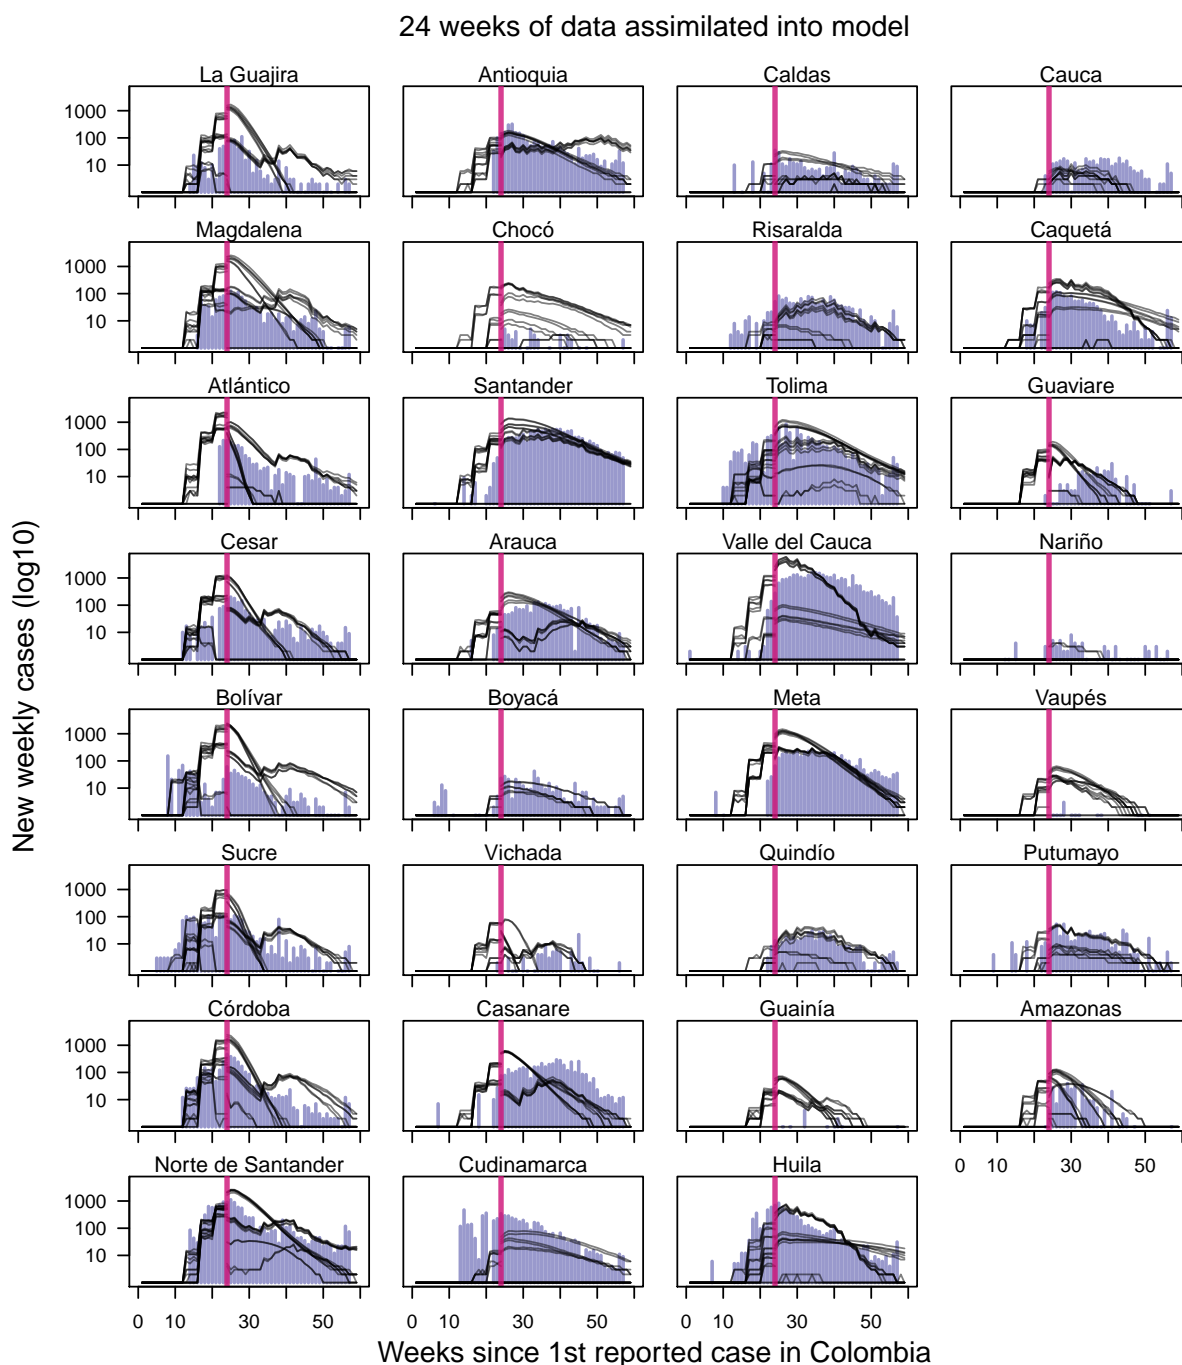 24 weeks of data assimilated into model
La Guajira Antioquia Caldas Cauca
1000
100
10
Magdalena Chocó Risaralda Caquetá
1000
100
10
Atlántico Santander Tolima Guaviare
1000
100
10
Cesar Arauca Valle del Cauca Nariño
1000
100
10
Bolívar Boyacá Meta Vaupés
1000
100
10
Sucre Vichada Quindío Putumayo
1000
100
10
Córdoba Casanare Guainía Amazonas
1000
100
10
0 10 30 50
Norte de Santander Cudinamarca Huila
1000
100
10
0 10 30 50 0 10 30 50 0 10 30 50
New weekly cases (log10)
Weeks since 1st reported case in Colombia